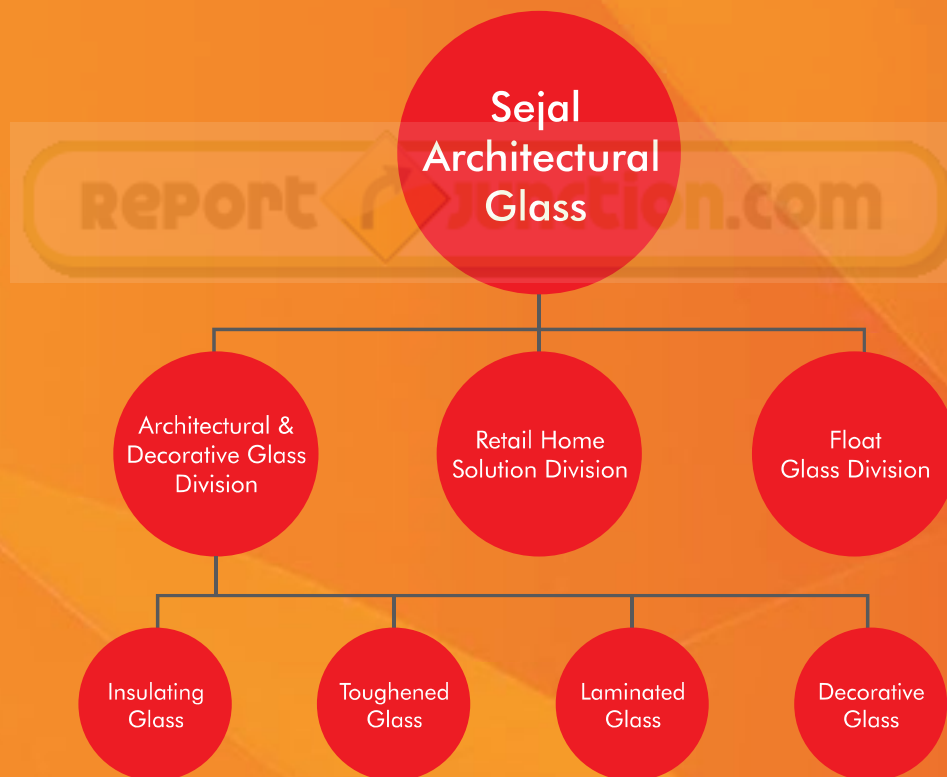 Sejal
Architectural
Glass
Report Junction.com
Architectural &
Decorative Glass
Division
Retail Home
Solution Division
Float
Glass Division
Insulating
Glass
Toughened
Glass
Laminated
Glass
Decorative
Glass